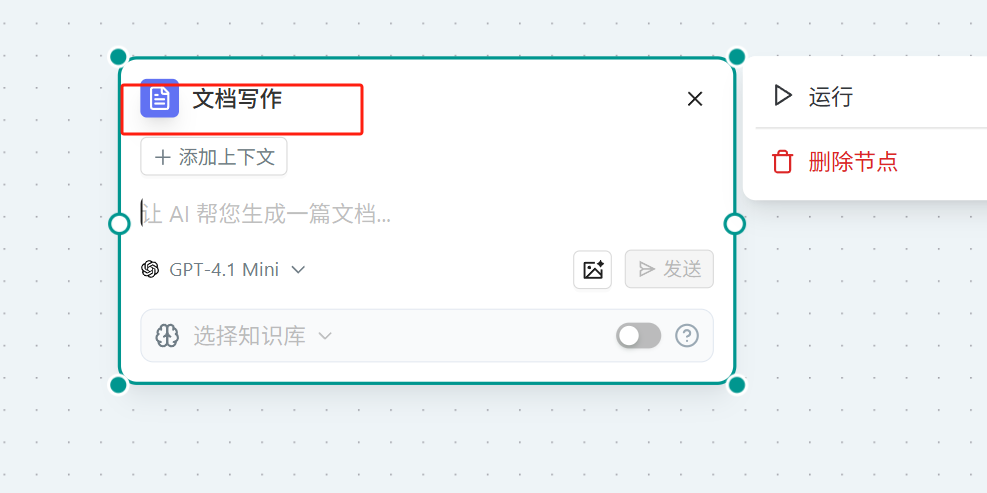 文档写作
运行
添加上下文
删除节点
让 AI 帮您生成一篇文档...
GPT-4.1 Mini
发送
选择知识库